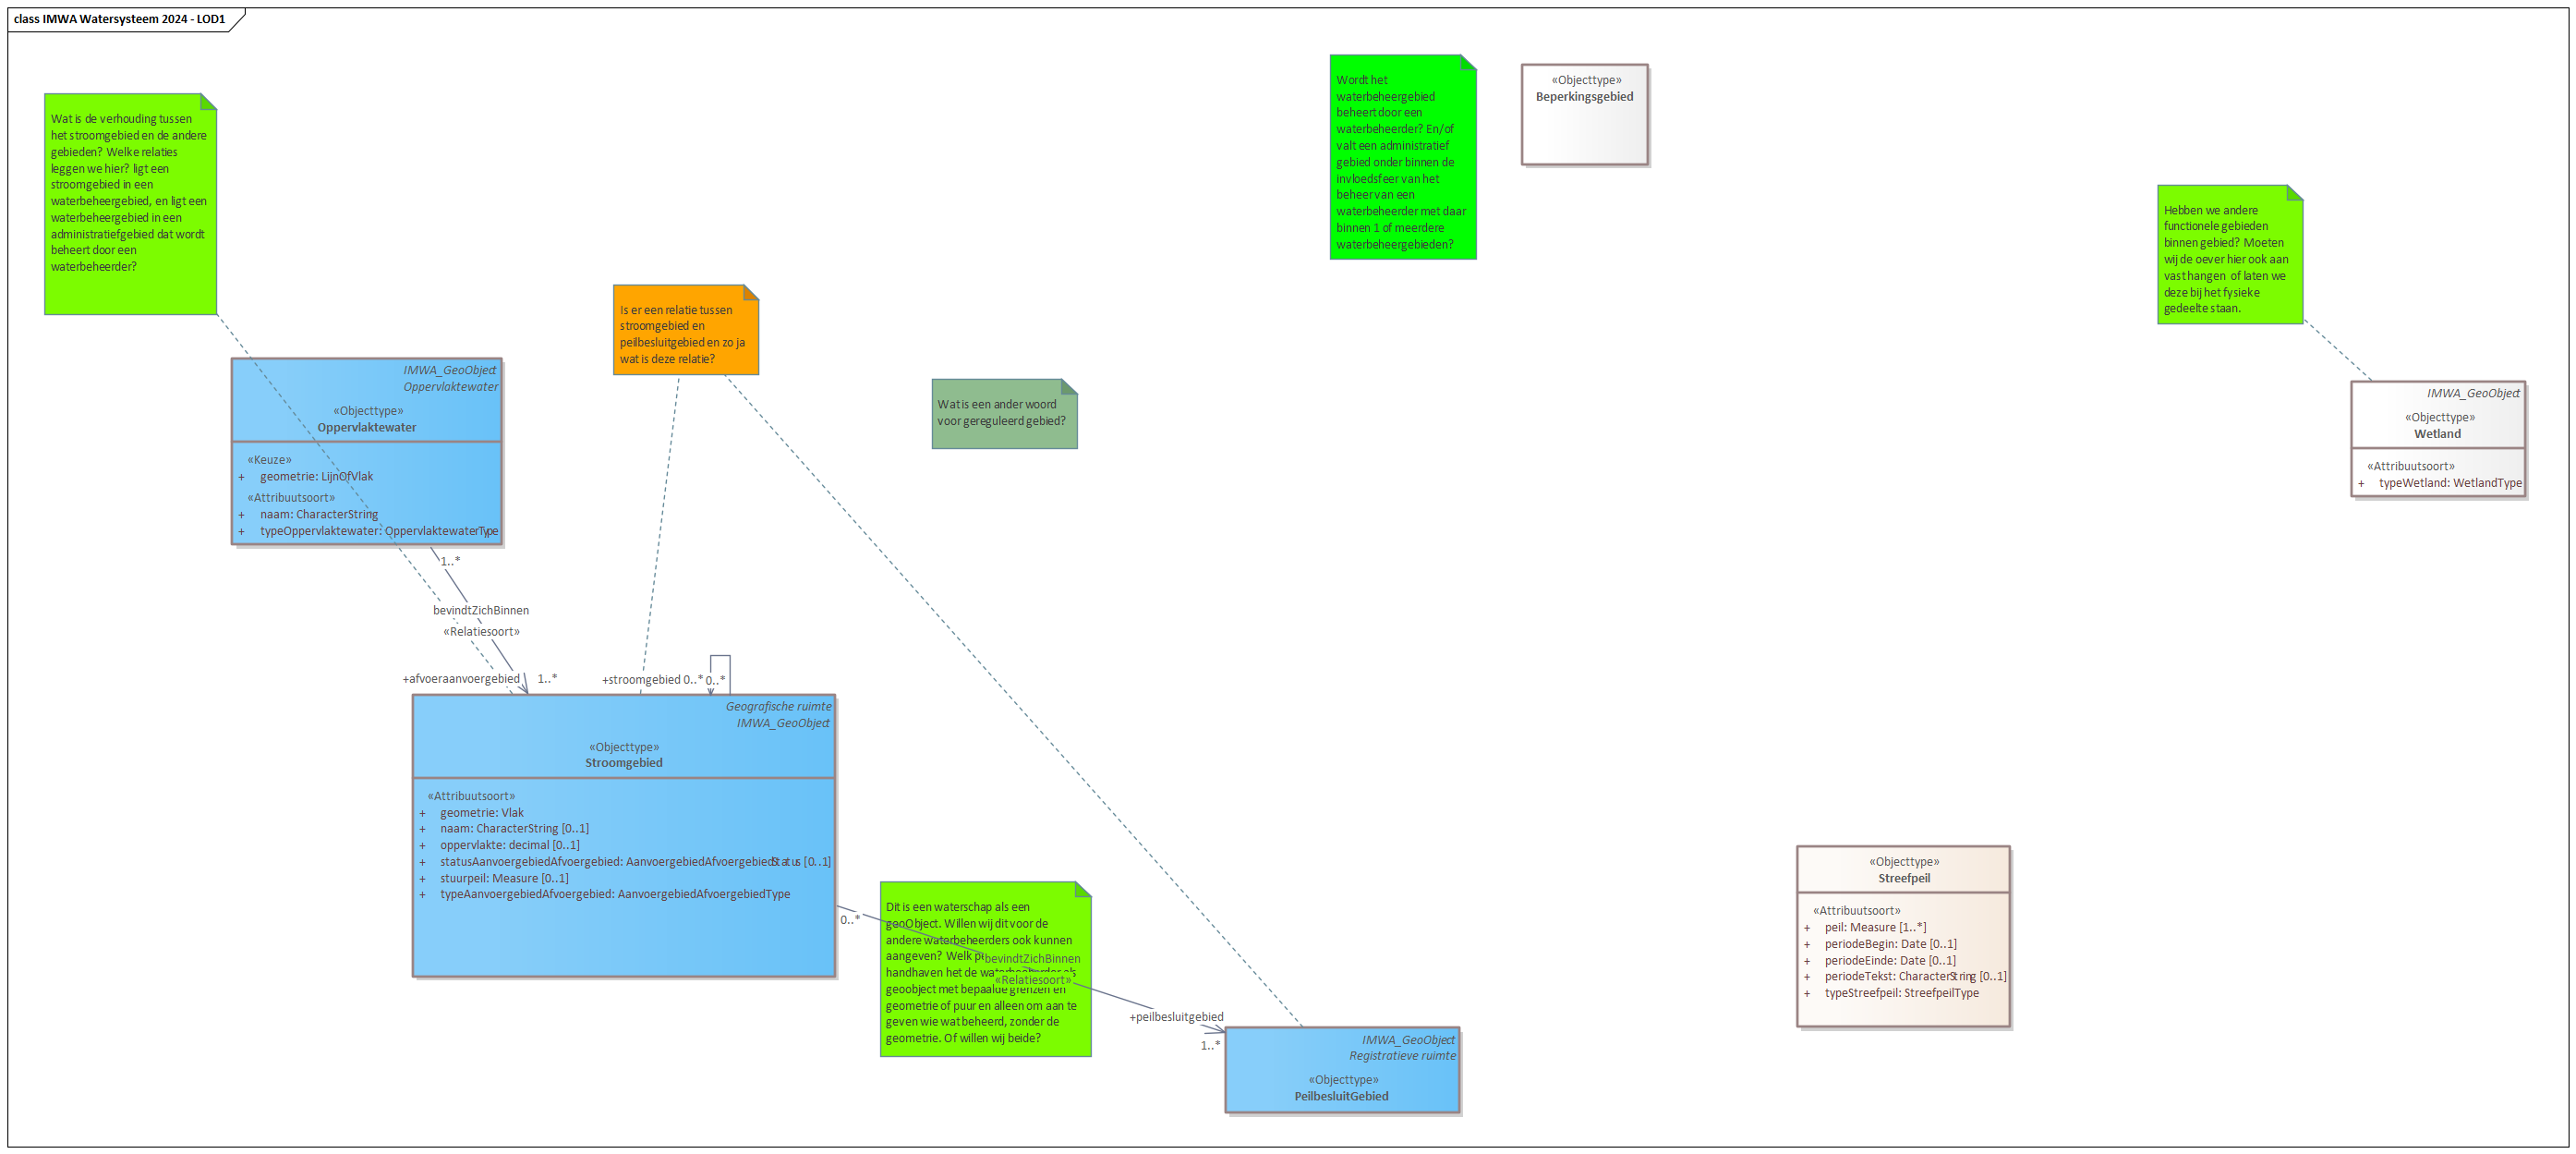 class IMWA Watersysteem 2024 - LOD1
Wat is de verhouding tussen
het stroomgebied en de andere
gebieden? Welke relaties
leggen we hier? ligt een
stroomgebied in een
waterbeheergebied, en ligt een
waterbeheergebied in een
administratiefgebied dat wordt
beheert door een
waterbeheerder?
Wordt het
waterbeheergebied
beheert door een
waterbeheerder? En/of
valt een administratief
gebied onder binnen de
invloedsfeer van het
beheer van een
waterbeheerder met daar
binnen 1 of meerdere
waterbeheergebieden?
«Objecttype»
Beperkingsgebied
Hebben we andere
functionele gebieden
binnen gebied? Moeten
wij de oever hier ook aan
vast hangen of laten we
deze bij het fysieke
gedeelte staan.
Is er een relatie tussen
stroomgebied en
peilbesluitgebied en zo ja
wat is deze relatie?
Wat is een ander woord
voor gereguleerd gebied?
IMWA_GeoObject
Oppervlaktewater
«Objecttype»
Oppervlaktewater
«Keuze»
+ geometrie: LijnOfVlak
«Attribuutsoort»
+ naam: CharacterString
+ typeOppervlaktewater: OppervlaktewaterType
IMWA_GeoObject
«Objecttype»
Wetland
«Attribuutsoort»
+ typeWetland: WetlandType
1..*
bevindtZichBinnen
«Relatiesoort»
+afvoeraanvoergebied 1..*
+stroomgebied 0..* 0..*
Geografische ruimte
IMWA_GeoObject
«Objecttype»
Stroomgebied
«Attribuutsoort»
+ geometrie: Vlak
+ naam: CharacterString [0..1]
+ oppervlakte: decimal [0..1]
+ statusAanvoergebiedAfvoergebied: AanvoergebiedAfvoergebiedStatus [0..1]
+ stuurpeil: Measure [0..1]
+ typeAanvoergebiedAfvoergebied: AanvoergebiedAfvoergebiedType
0..*
Dit is een waterschap als een
geoObject. Willen wij dit voor de
andere waterbeheerders ook kunnen
aangeven? Welk
handhaven het de waterbeheerder als
geoobject met bepaalde grenzen en
geometrie of puur en alleen om aan te
geven wie wat beheerd, zonder de
geometrie. Of willen wij beide?
bevindtZichBinnen
«Relatiesoort»
+peilbesluitgebied
1..*
IMWA_GeoObject
Registratieve ruimte
«Objecttype»
PeilbesluitGebied
«Objecttype»
Streefpeil
«Attribuutsoort»
+ peil: Measure [1..*]
+ periodeBegin: Date [0..1]
+ periodeEinde: Date [0..1]
+ periodeTekst: CharacterString [0..1]
+ typeStreefpeil: StreefpeilType